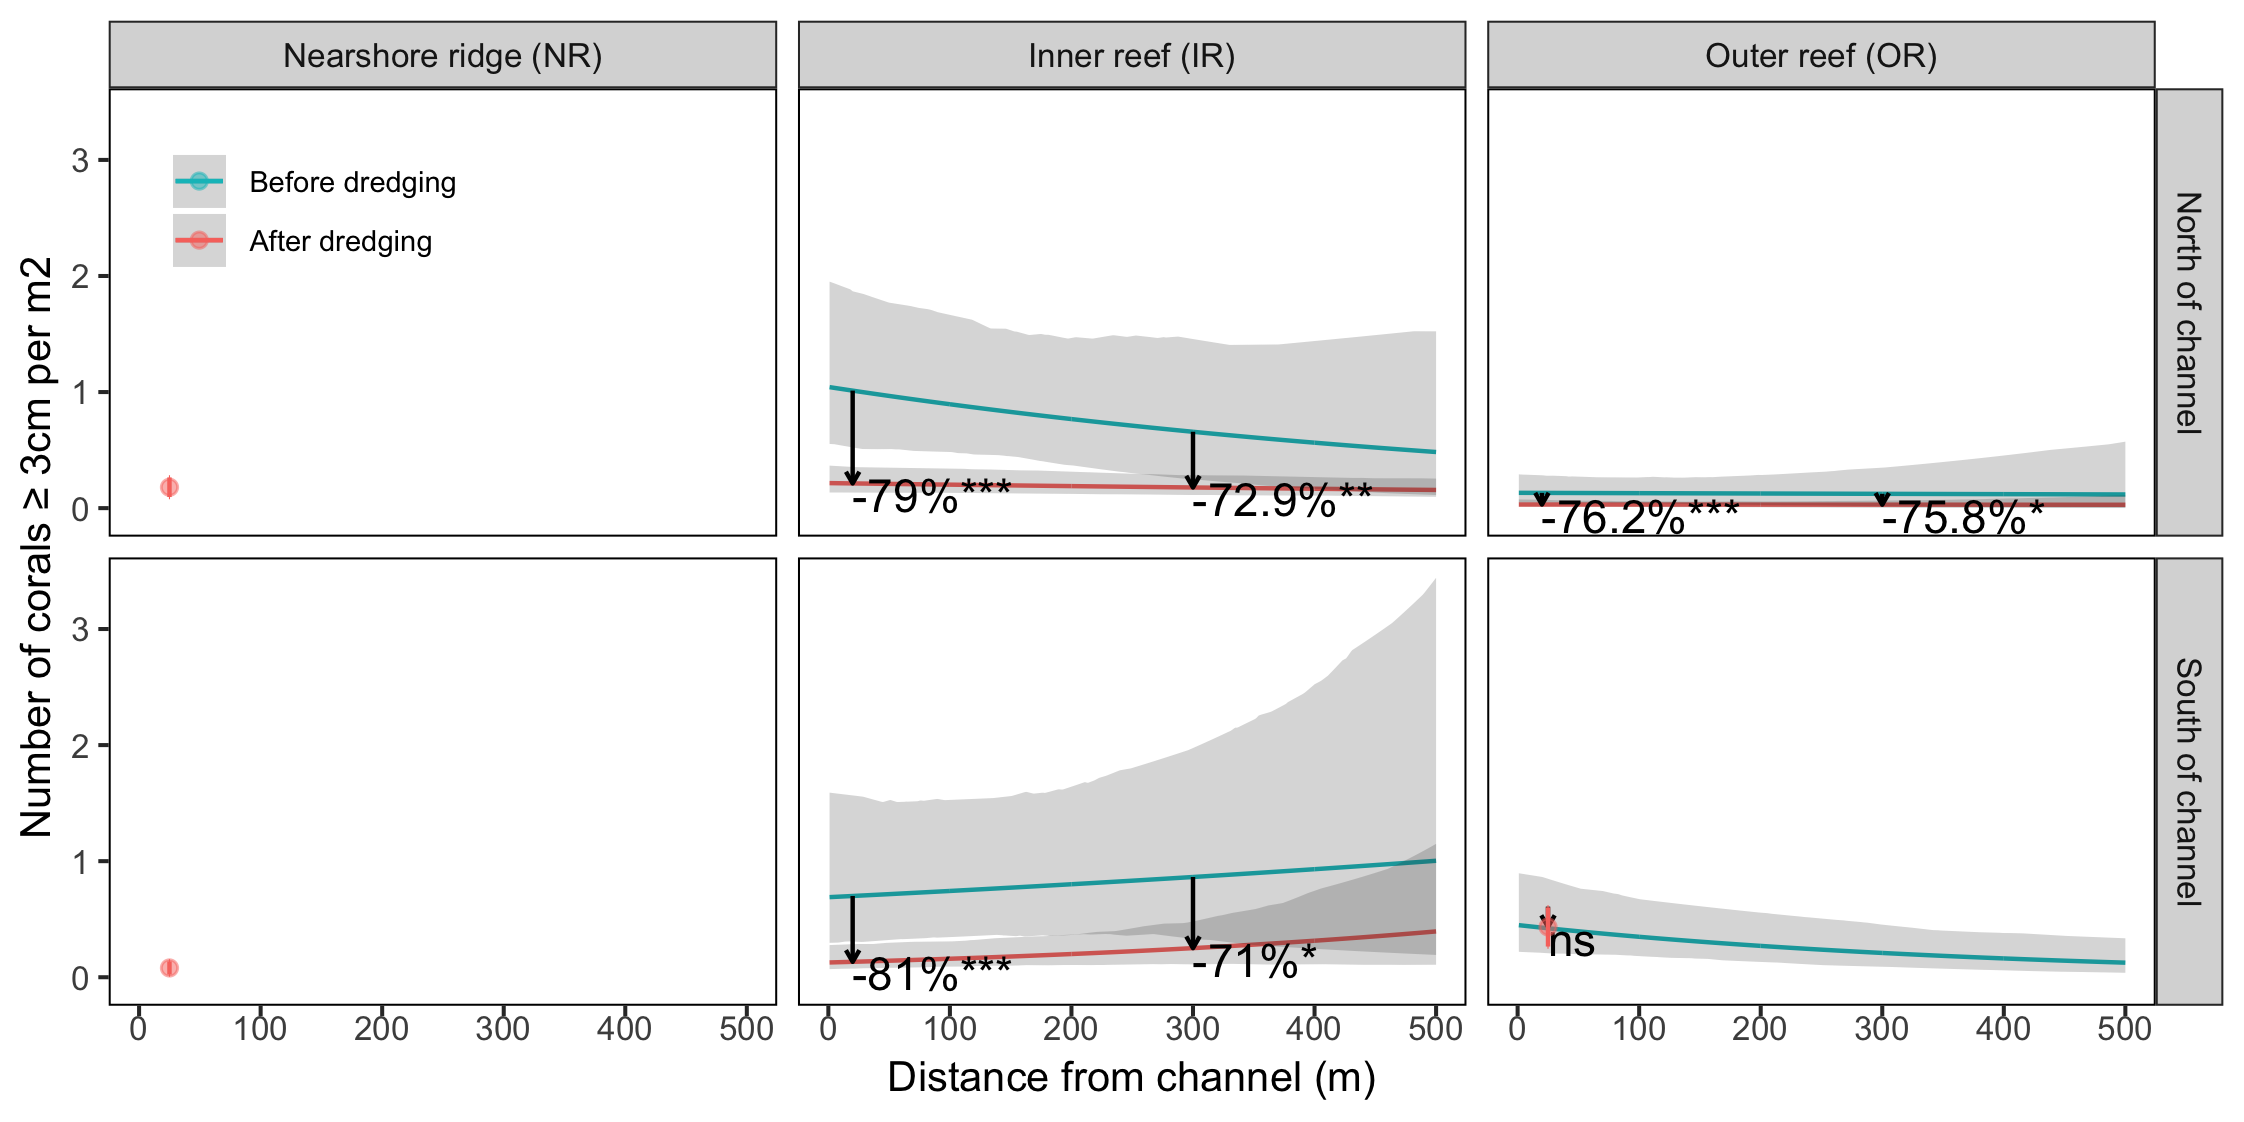 Nearshore ridge (NR)
Inner reef (IR)
Outer reef (OR)
Number of corals ≥ 3cm per m2
3
2
1
0
Before dredging
After dredging
-79%***
-72.9%**
-76.2%***
-75.8%*
North of channel
3
2
1
0
-81%***
-71%*
ns
South of channel
0 100 200 300 400 500
0 100 200 300 400 500
0 100 200 300 400 500
Distance from channel (m)